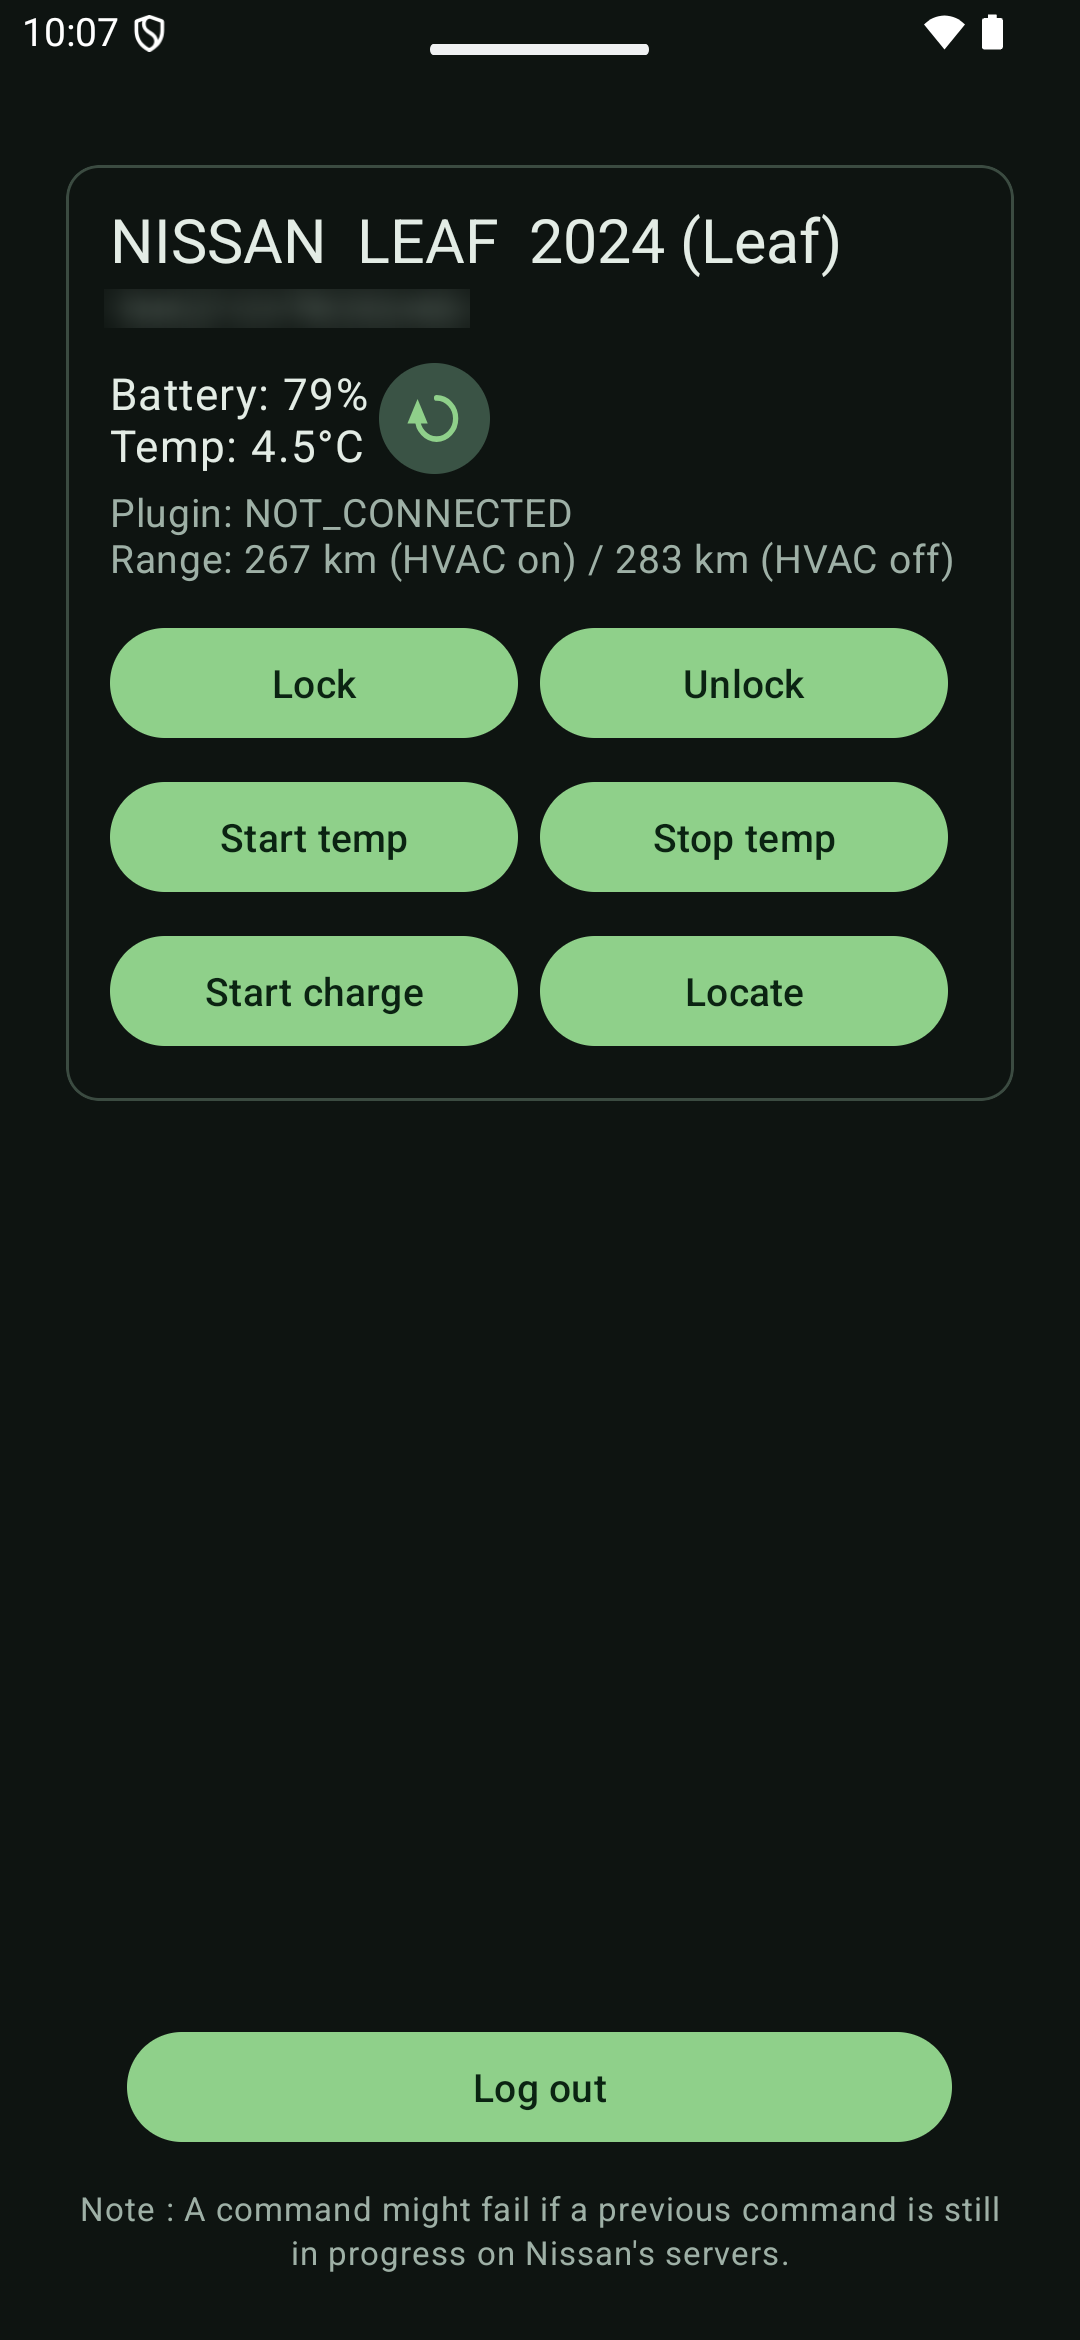 10:07
NISSAN  LEAF  2024 (Leaf)
Battery: 79%
Temp: 4.5°C
Plugin: NOT_CONNECTED
Range: 267 km (HVAC on) / 283 km (HVAC off)
Lock
Unlock
Start temp
Stop temp
Start charge
Locate
Log out
Note : A command might fail if a previous command is still
in progress on Nissan's servers.